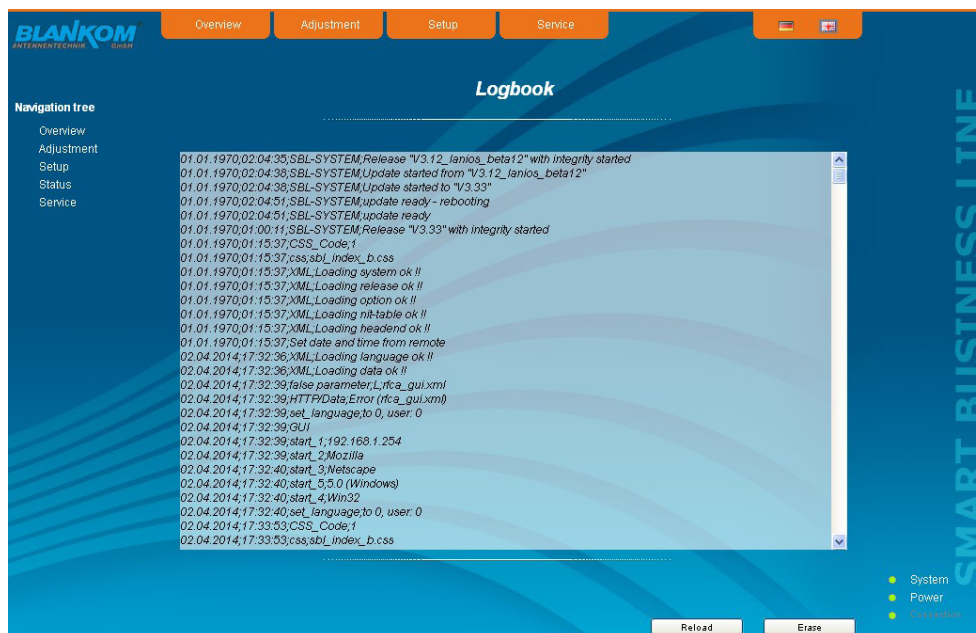 BLANKOM
ANTENNENTECHNIK GmbH
Overview
Adjustment
Setup
Service
Logbook
Navigation tree
Overview
Adjustment
Setup
Status
Service
01.01.1970;02:04:35;SBL-SYSTEM;Release "V3.12_lanios_beta12" with integrity started
01.01.1970;02:04:38;SBL-SYSTEM;Update started from "V3.12_lanios_beta12"
01.01.1970;02:04:38;SBL-SYSTEM;Update started to "V3.33"
01.01.1970;02:04:51;SBL-SYSTEM;update ready - rebooting
01.01.1970;02:04:51;SBL-SYSTEM;update ready
01.01.1970;01:00:11;SBL-SYSTEM;Release "V3.33" with integrity started
01.01.1970;01:15:37;CSS_Code;1
01.01.1970;01:15:37;css;sbl_index_b.css
01.01.1970;01:15:37;XML;Loading system ok !!
01.01.1970;01:15:37;XML;Loading release ok !!
01.01.1970;01:15:37;XML;Loading option ok !!
01.01.1970;01:15:37;XML;Loading nit-table ok !!
01.01.1970;01:15:37;XML;Loading headend ok !!
01.01.1970;01:15:37;Set date and time from remote
02.04.2014;17:32:36;XML;Loading language ok !!
02.04.2014;17:32:36;XML;Loading data ok !!
02.04.2014;17:32:39;false parameter;L;rfca_gui.xml
02.04.2014;17:32:39;HTTP/Data;Error (rfca_gui.xml)
02.04.2014;17:32:39;set_language;to 0, user: 0
02.04.2014;17:32:39;GUI
02.04.2014;17:32:39;start_1;192.168.1.254
02.04.2014;17:32:39;start_2;Mozilla
02.04.2014;17:32:40;start_3;Netscape
02.04.2014;17:32:40;start_5;5.0 (Windows)
02.04.2014;17:32:40;start_4;Win32
02.04.2014;17:32:40;set_language;to 0, user: 0
02.04.2014;17:33:53;CSS_Code;1
02.04.2014;17:33:53;css;sbl_index_b.css
SMART BUISTNESS LINE
System
Power
Connection
Reload
Erase